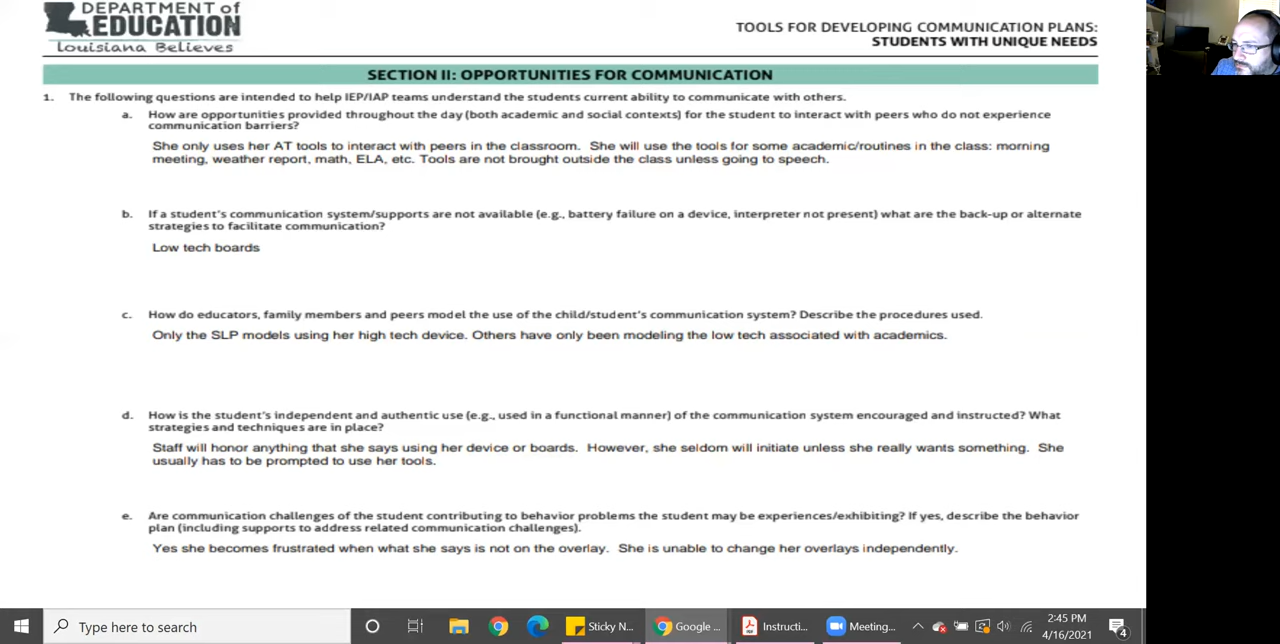 DEPARTMENT of
EDUCATION
Louisiana Believes
TOOLS FOR DEVELOPING COMMUNICATION PLANS:
STUDENTS WITH UNIQUE NEEDS
SECTION II: OPPORTUNITIES FOR COMMUNICATION
1. The following questions are intended to help IEP/IAP teams understand the students current ability to communicate with others.
a. How are opportunities provided throughout the day (both academic and social contexts) for the student to interact with peers who do not experience
communication barriers?
She only uses her AT tools to interact with peers in the classroom. She will use the tools for some academic/routines in the class: morning
meeting, weather report, math, ELA, etc. Tools are not brought outside the class unless going to speech.
b. If a student's communication system/supports are not available (e.g., battery failure on a device, interpreter not present) what are the back-up or alternate
strategies to facilitate communication?
Low tech boards
c. How do educators, family members and peers model the use of the child/student's communication system? Describe the procedures used.
Only the SLP models using her high tech device. Others have only been modeling the low tech associated with academics.
d. How is the student's independent and authentic use (e.g., used in a functional manner) of the communication system encouraged and instructed? What
strategies and techniques are in place?
Staff will honor anything that she says using her device or boards. However, she seldom will initiate unless she really wants something. She
usually has to be prompted to use her tools.
e. Are communication challenges of the student contributing to behavior problems the student may be experiences/exhibiting? If yes, describe the behavior
plan (including supports to address related communication challenges).
Yes she becomes frustrated when what she says is not on the overlay. She is unable to change her overlays independently.
Type here to search
Sticky N...
Google ...
Instructi...
Meeting...
2:45 PM
4/16/2021
4